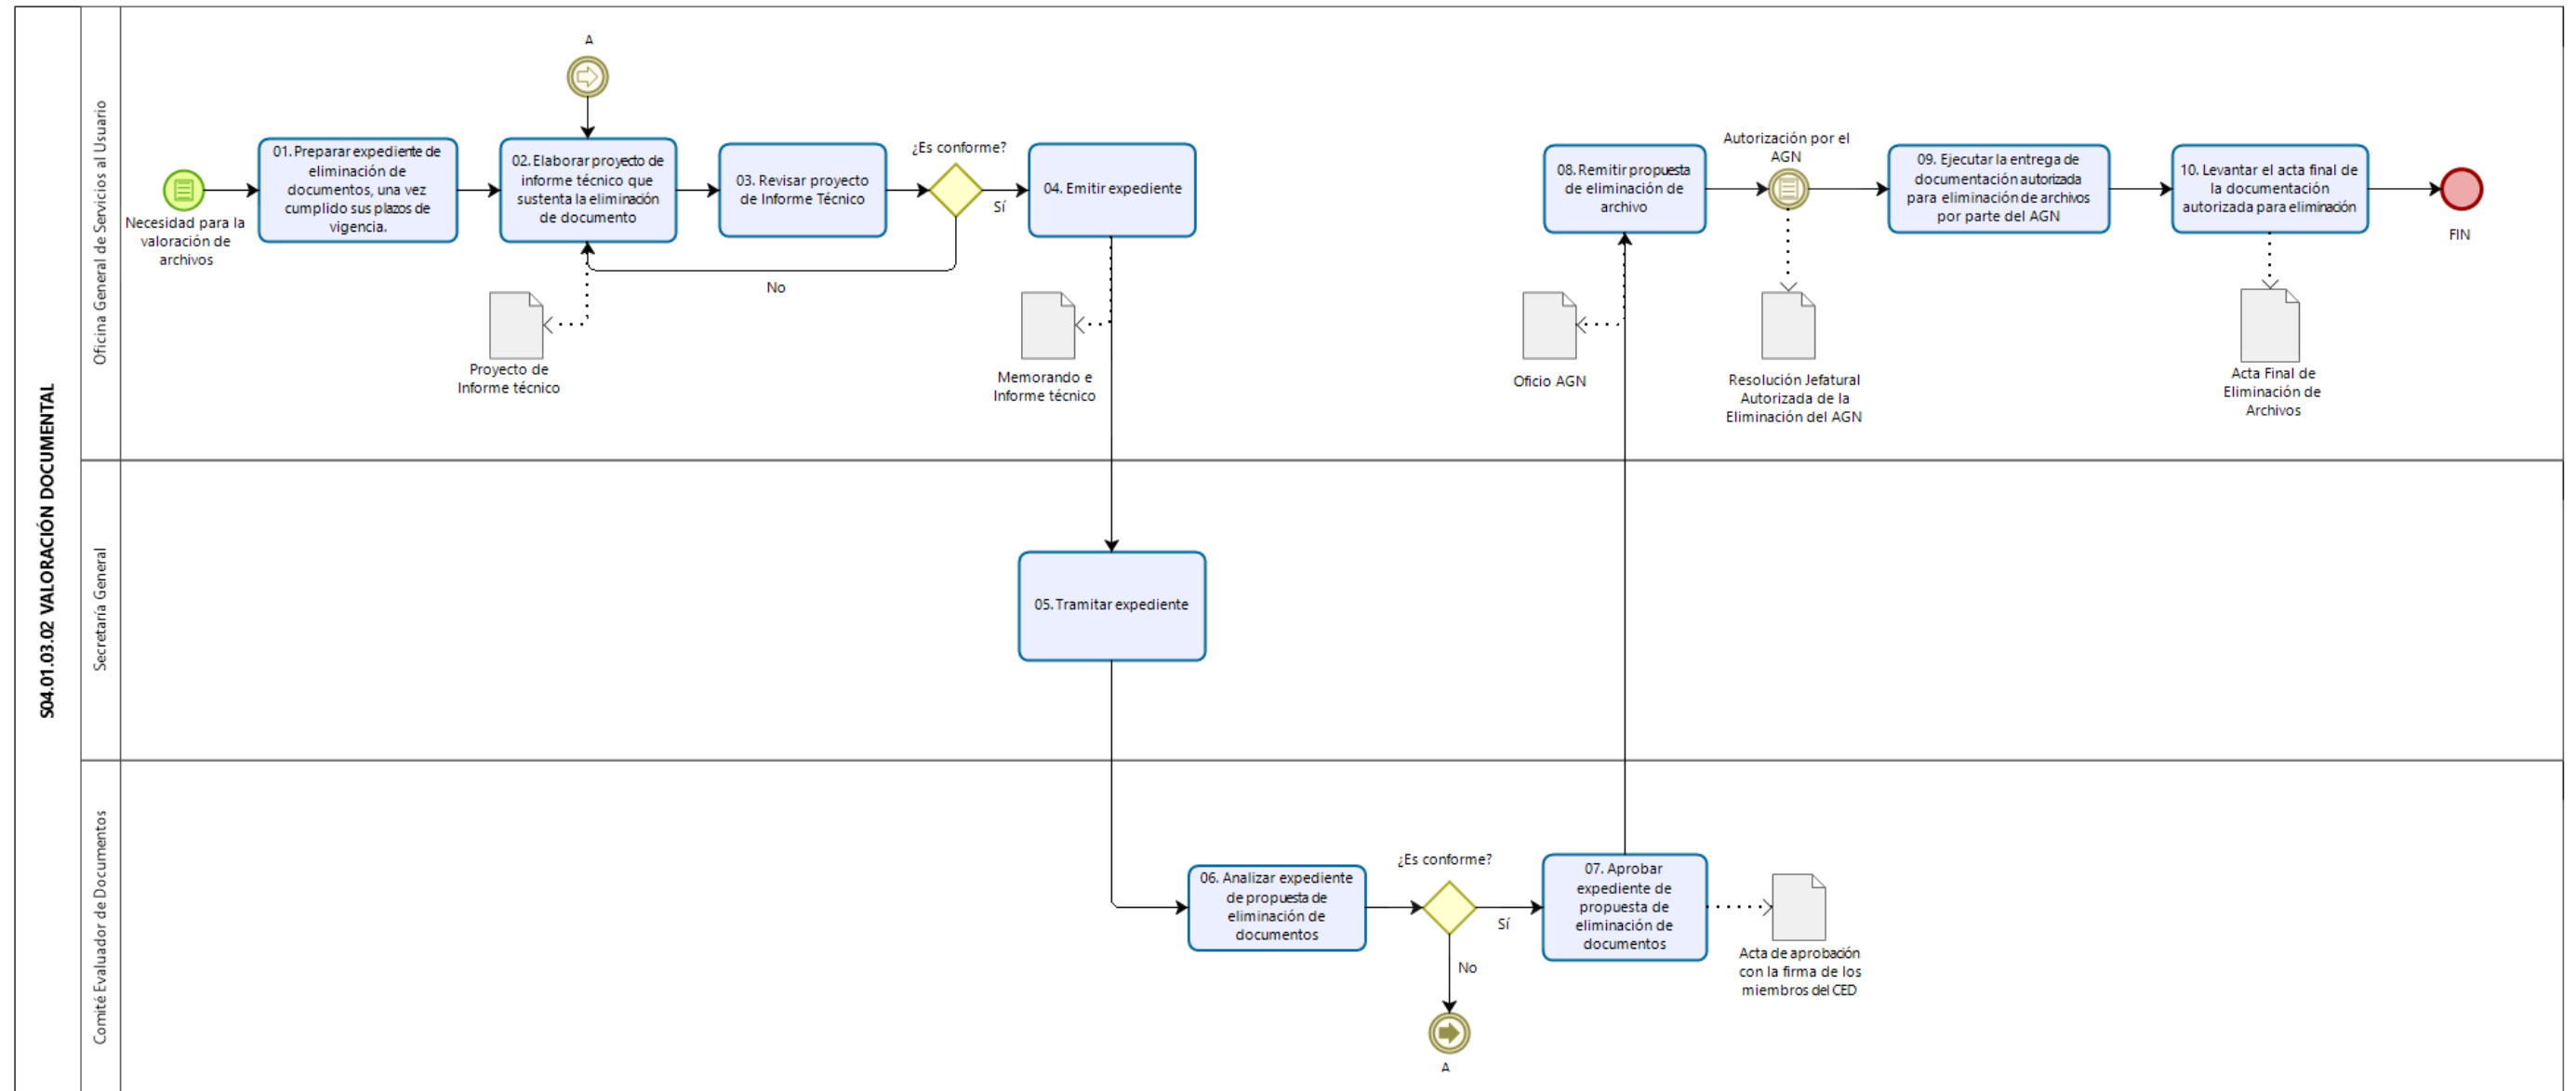 S04.01.03.02 VALORACIÓN DOCUMENTAL
Oficina General de Servicios al Usuario
A
Necesidad para la
valoración de
archivos
01. Preparar expediente de
eliminación de
documentos, una vez
cumplido sus plazos de
vigencia.
02. Elaborar proyecto de
informe técnico que
sustenta la eliminación
de documento
Proyecto de
Informe técnico
03. Revisar proyecto
de Informe Técnico
¿Es conforme?
Sí
No
04. Emitir expediente
Memorando e
Informe técnico
08. Remitir propuesta
de eliminación de
archivo
Oficio AGN
Autorización por el
AGN
Resolución Jefatural
Autorizada de la
Eliminación del AGN
09. Ejecutar la entrega de
documentación autorizada
para eliminación de archivos
por parte del AGN
10. Levantar el acta final de
la documentación
autorizada para eliminación
Acta Final de
Eliminación de
Archivos
FIN
Secretaría General
05. Tramitar expediente
Comité Evaluador de Documentos
06. Analizar expediente
de propuesta de
eliminación de
documentos
¿Es conforme?
Sí
No
A
07. Aprobar
expediente de
propuesta de
eliminación de
documentos
Acta de aprobación
con la firma de los
miembros del CED